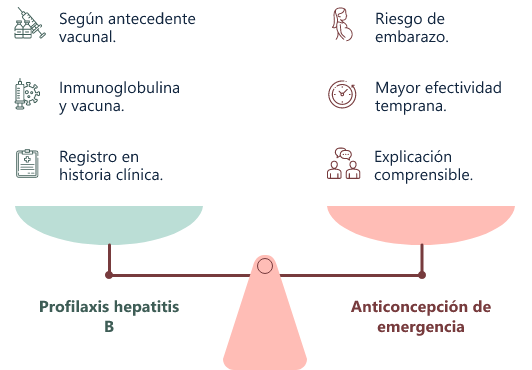 Según antecedente
vacunal.
Inmunoglobulina
y vacuna.
Registro en
historia clínica.
Profilaxis hepatitis
B
Riesgo de
embarazo.
Mayor efectividad
temprana.
Explicación
comprensible.
Anticoncepción de
emergencia